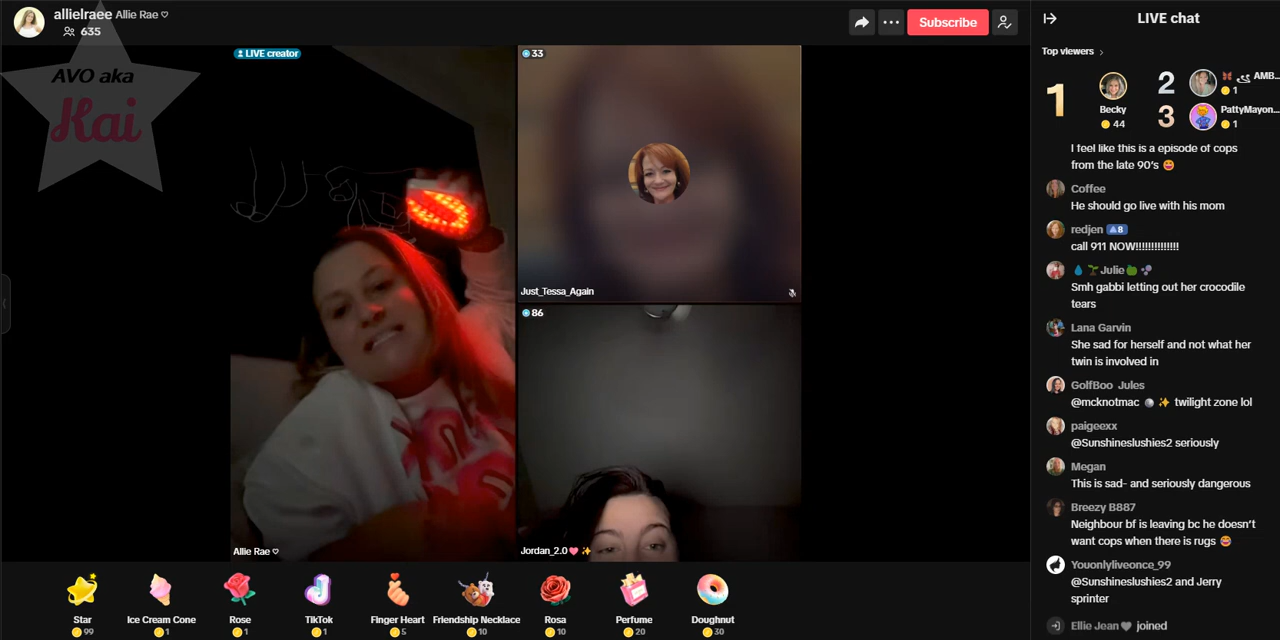 allielraee Allie Rae ♡
635
Subscribe
AVO aka
Kai
LIVE creator
33
Just_Tessa_Again
86
Allie Rae ♡
Jordan_2.0💗✨
Star
99
Ice Cream Cone
1
Rose
1
TikTok
1
Finger Heart
5
Friendship Necklace
10
Rosa
10
Perfume
20
Doughnut
30
LIVE chat
Top viewers >
1
Becky
44
2
AMB...
1
3
PattyMayon...
1
I feel like this is a episode of cops
from the late 90's 😆
Coffee
He should go live with his mom
redjen 8
call 911 NOW!!!!!!!!!!!!!!
💧🌱Julie🍏🫐
Smh gabbi letting out her crocodile
tears
Lana Garvin
She sad for herself and not what her
twin is involved in
GolfBoo Jules
@mcknotmac 🪩 ✨ twilight zone lol
paigeexx
@Sunshineslushies2 seriously
Megan
This is sad- and seriously dangerous
Breezy B887
Neighbour bf is leaving bc he doesn't
want cops when there is rugs 😆
Youonlyliveonce_99
@Sunshineslushies2 and Jerry
sprinter
Ellie Jean🖤 joined